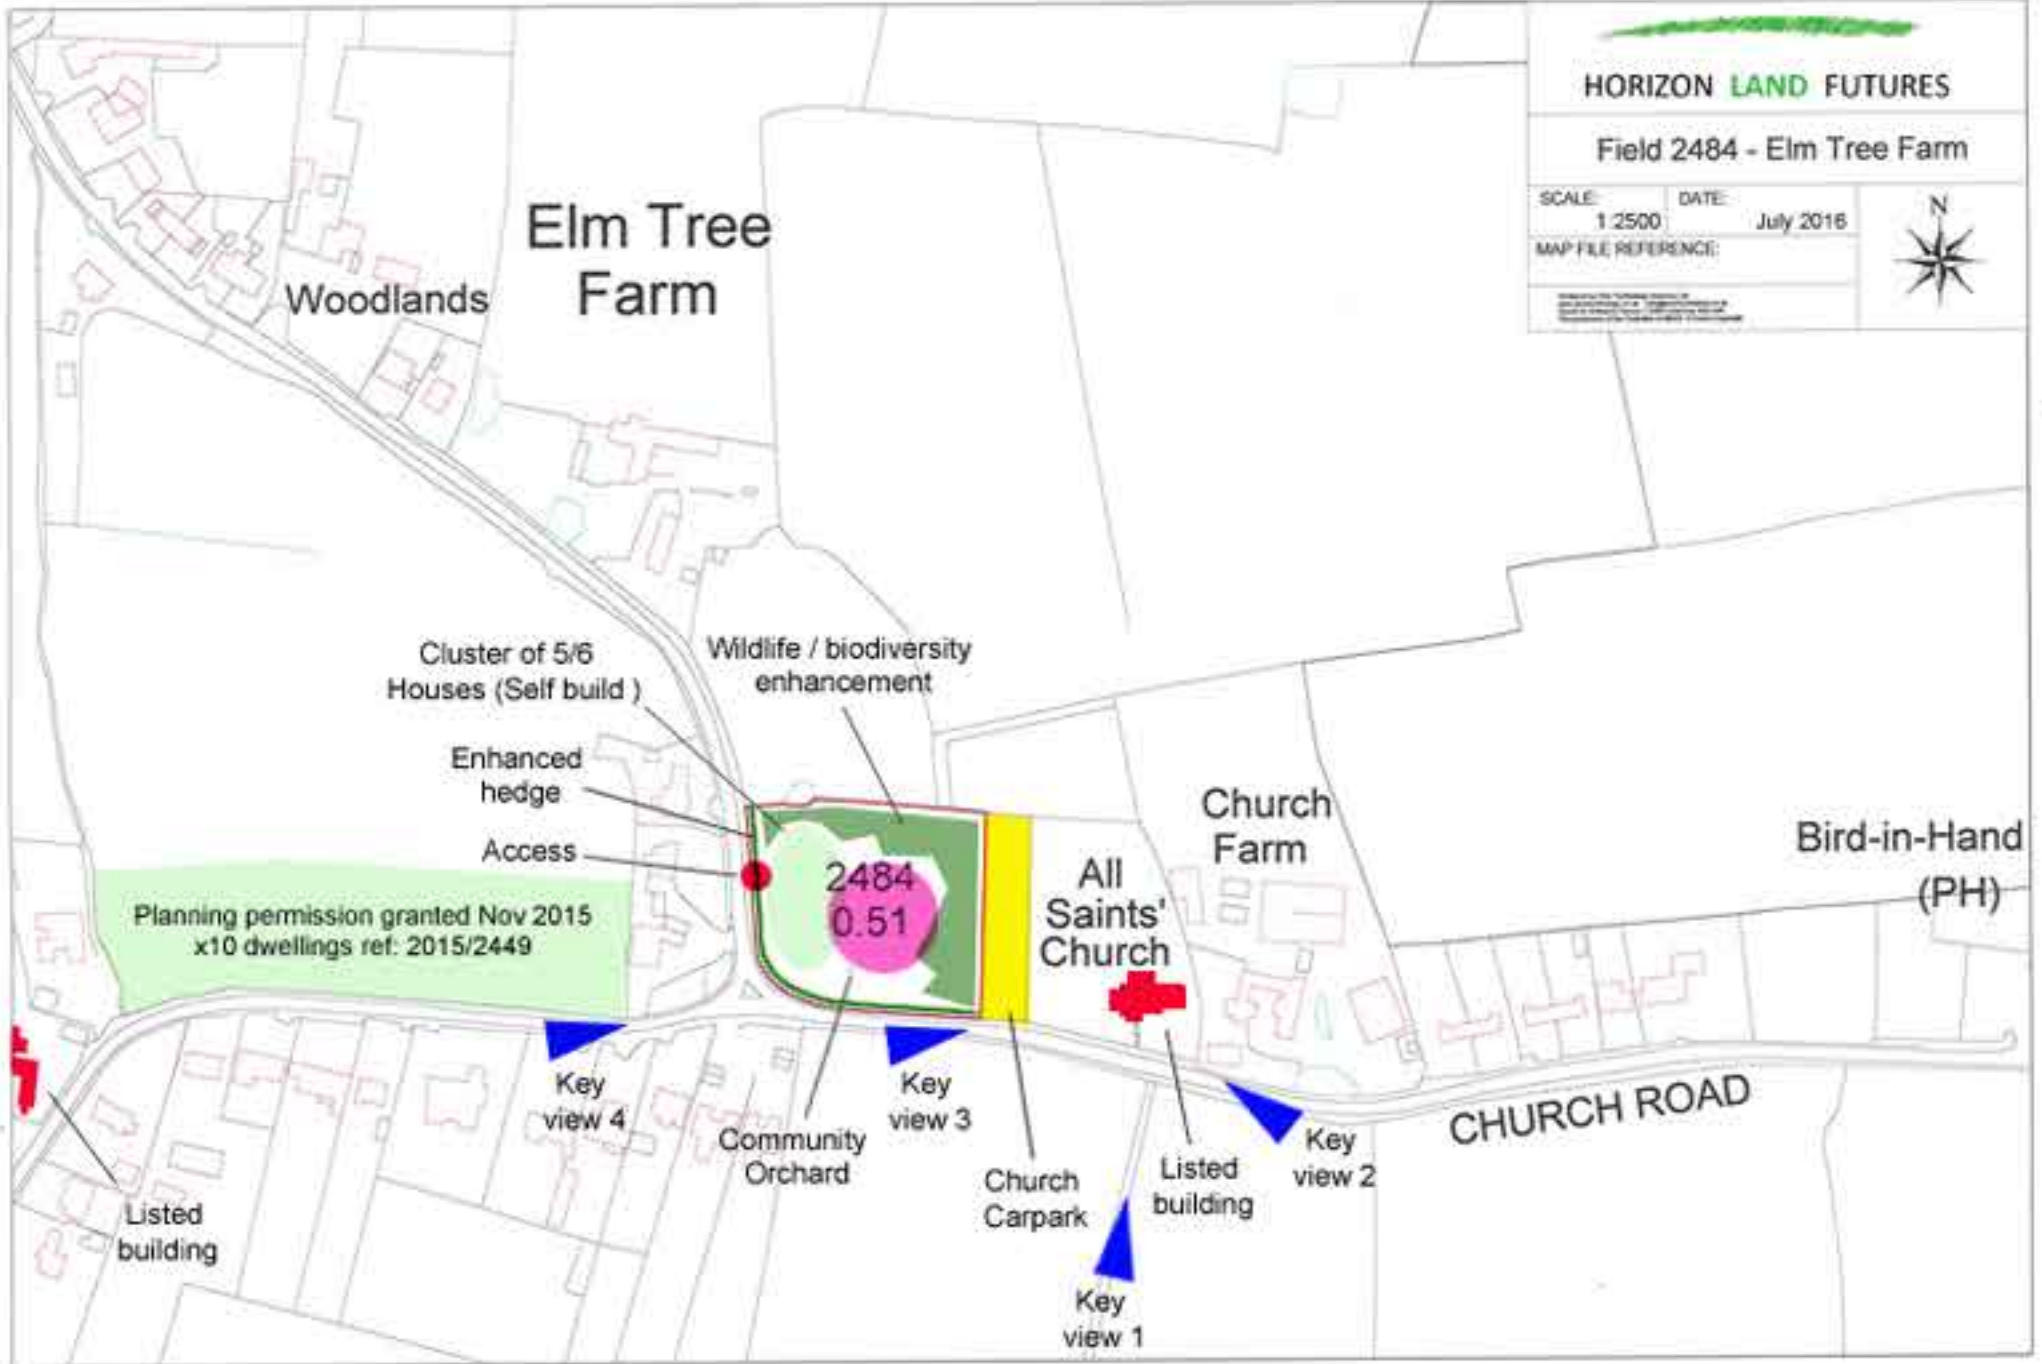 HORIZON LAND FUTURES
Field 2484 - Elm Tree Farm
SCALE:
1:2500
DATE:
July 2016
MAP FILE REFERENCE:
N
Elm Tree
Farm
Woodlands
Cluster of 5/6
Houses (Self build )
Wildlife / biodiversity
enhancement
Enhanced
hedge
Access
2484
0.51
Planning permission granted Nov 2015
x10 dwellings ref: 2015/2449
All
Saints'
Church
Church
Farm
Bird-in-Hand
(PH)
Key
view 4
Key
view 3
Community
Orchard
Church
Carpark
Listed
building
Key
view 2
CHURCH ROAD
Listed
building
Key
view 1